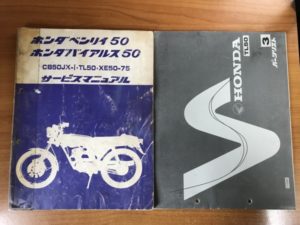 ホンダベンリイ50
ホンダバイアルス50
CB50JX-I・TL50・XE50-75
サービスマニュアル
HONDA
TL50
パーツリスト
3